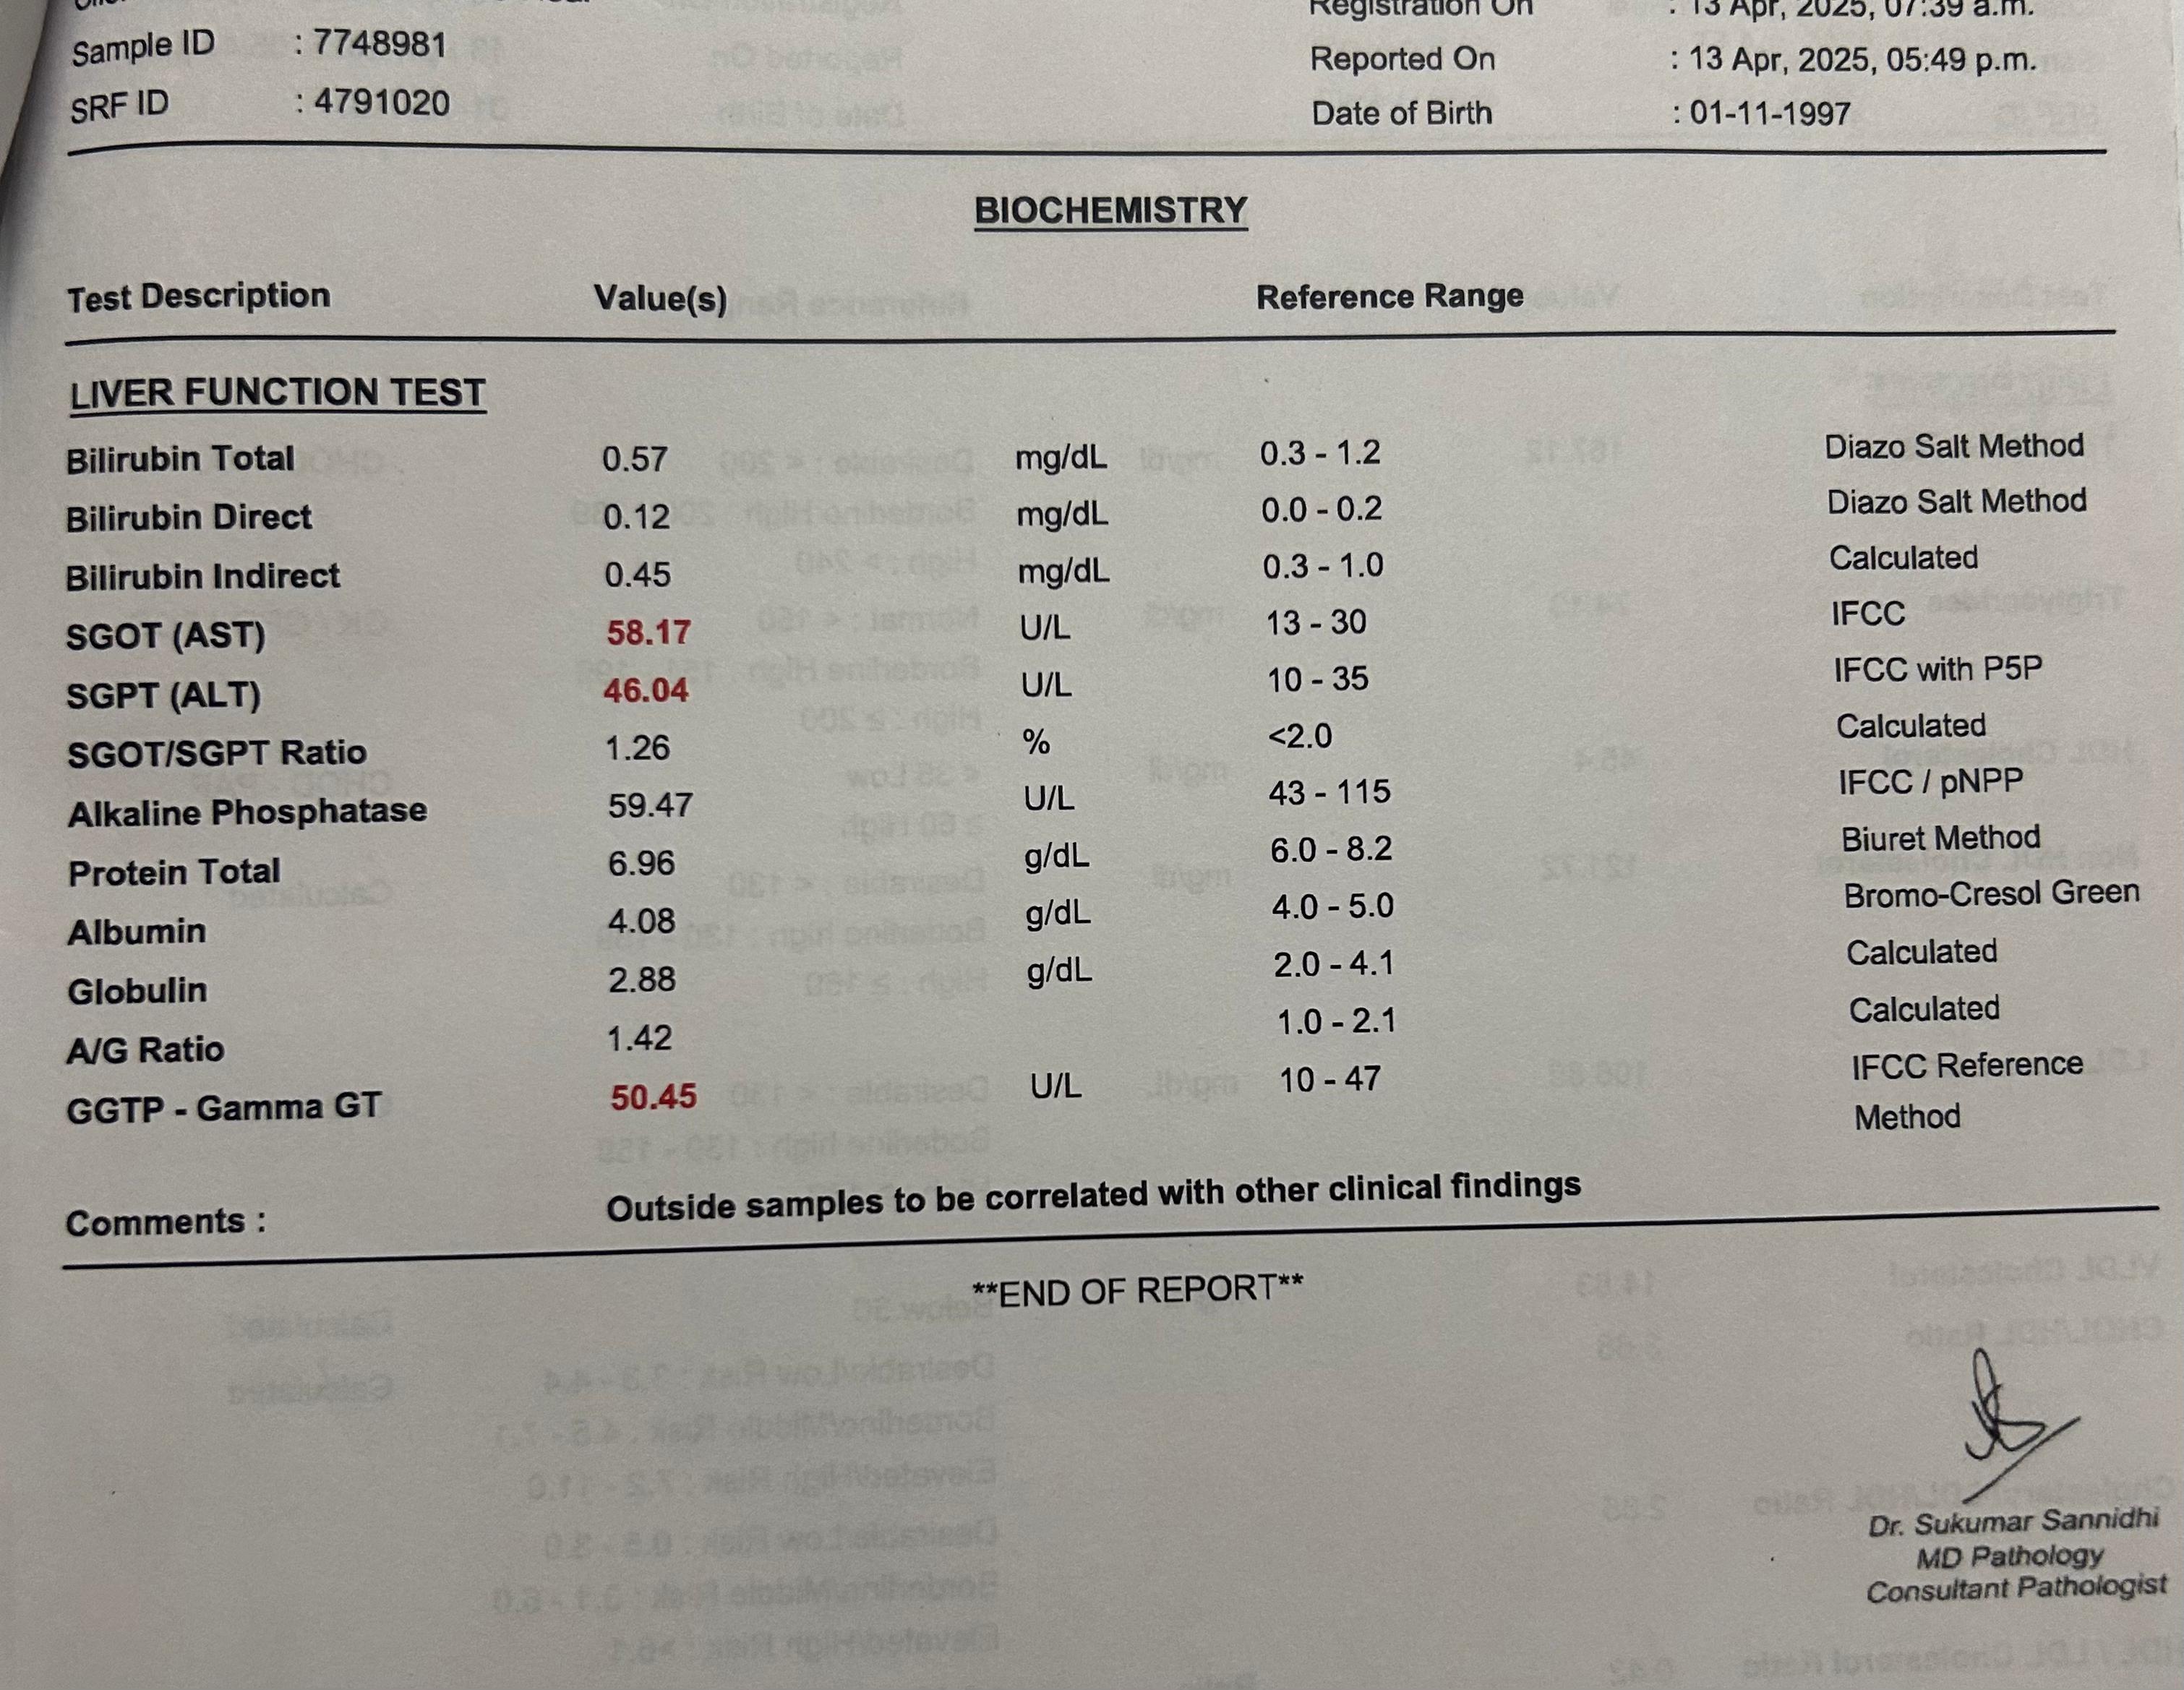 Sample ID : 7748981
SRF ID : 4791020
Registration On : 13 Apr, 2025, 07:39 a.m.
Reported On : 13 Apr, 2025, 05:49 p.m.
Date of Birth : 01-11-1997
BIOCHEMISTRY
Test Description Value(s) Reference Range
LIVER FUNCTION TEST
Bilirubin Total 0.57 mg/dL 0.3 - 1.2 Diazo Salt Method
Bilirubin Direct 0.12 mg/dL 0.0 - 0.2 Diazo Salt Method
Bilirubin Indirect 0.45 mg/dL 0.3 - 1.0 Calculated
SGOT (AST) 58.17 U/L 13 - 30 IFCC
SGPT (ALT) 46.04 U/L 10 - 35 IFCC with P5P
SGOT/SGPT Ratio 1.26 % <2.0 Calculated
Alkaline Phosphatase 59.47 U/L 43 - 115 IFCC / pNPP
Protein Total 6.96 g/dL 6.0 - 8.2 Biuret Method
Albumin 4.08 g/dL 4.0 - 5.0 Bromo-Cresol Green
Globulin 2.88 g/dL 2.0 - 4.1 Calculated
A/G Ratio 1.42 1.0 - 2.1 Calculated
GGTP - Gamma GT 50.45 U/L 10 - 47 IFCC Reference
Method
Comments : Outside samples to be correlated with other clinical findings
**END OF REPORT**
Dr. Sukumar Sannidhi
MD Pathology
Consultant Pathologist